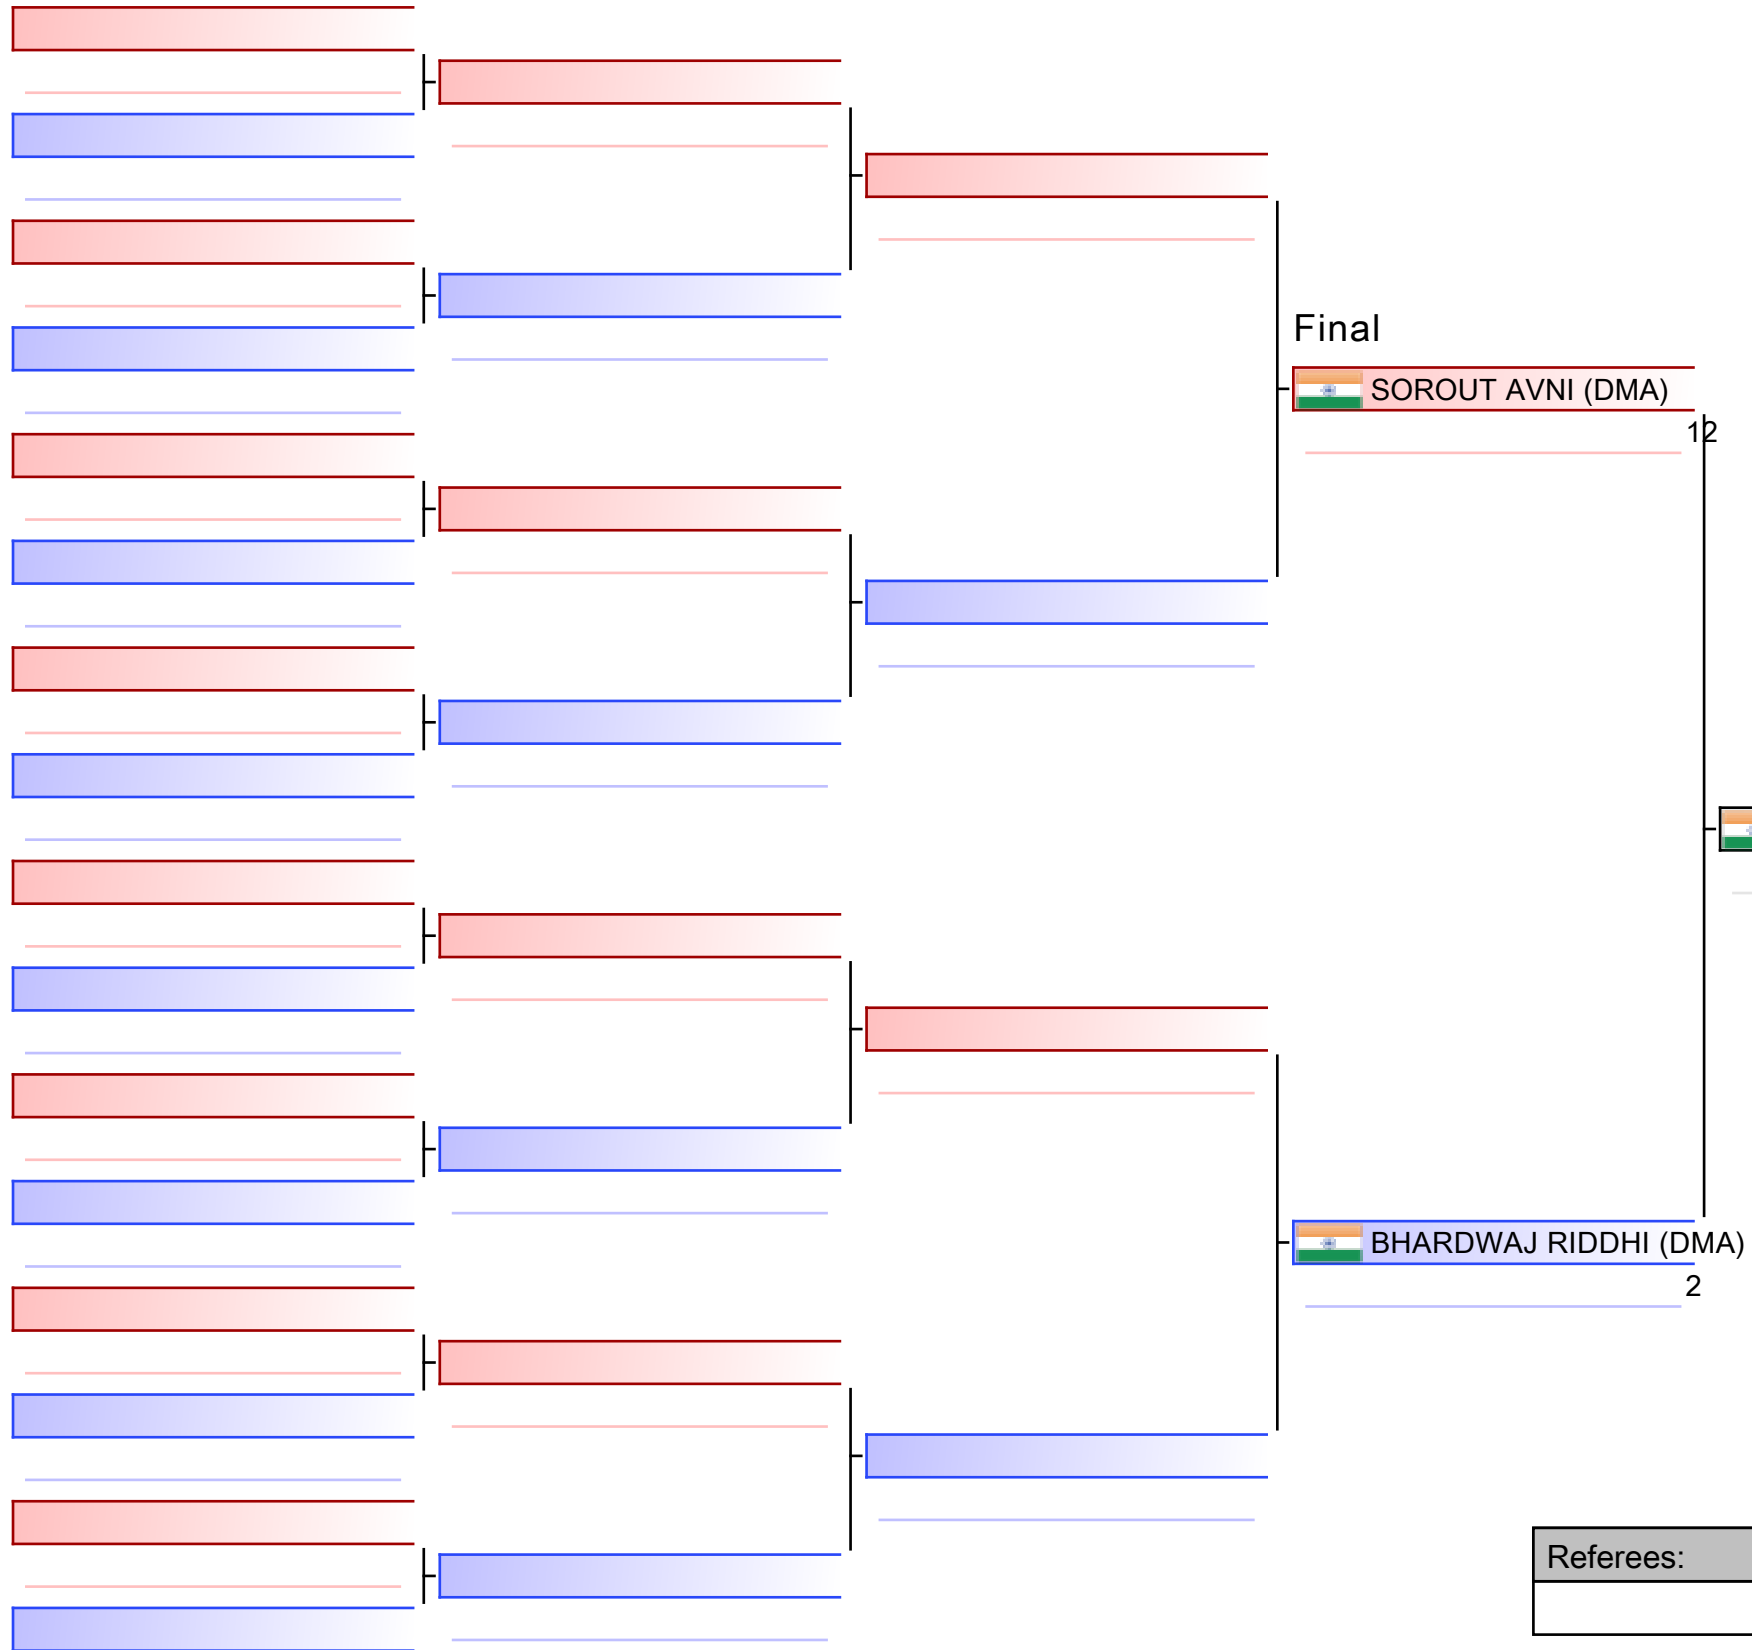 Final
SOROUT AVNI (DMA)
12
BHARDWAJ RIDDHI (DMA)
2
Referees: